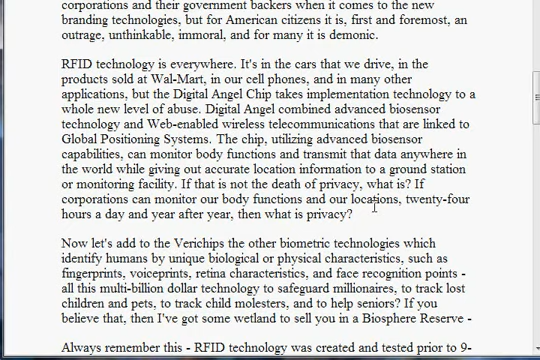 corporations and their government backers when it comes to the new
branding technologies, but for American citizens it is, first and foremost, an
outrage, unthinkable, immoral, and for many it is demonic.
RFID technology is everywhere. It's in the cars that we drive, in the
products sold at Wal-Mart, in our cell phones, and in many other
applications, but the Digital Angel Chip takes implementation technology to a
whole new level of abuse. Digital Angel combined advanced biosensor
technology and Web-enabled wireless telecommunications that are linked to
Global Positioning Systems. The chip, utilizing advanced biosensor
capabilities, can monitor body functions and transmit that data anywhere in
the world while giving out accurate location information to a ground station
or monitoring facility. If that is not the death of privacy, what is? If
corporations can monitor our body functions and our locations, twenty-four
hours a day and year after year, then what is privacy?
Now let's add to the Verichips the other biometric technologies which
identify humans by unique biological or physical characteristics, such as
fingerprints, voiceprints, retina characteristics, and face recognition points -
all this multi-billion dollar technology to safeguard millionaires, to track lost
children and pets, to track child molesters, and to help seniors? If you
believe that, then I've got some wetland to sell you in a Biosphere Reserve -
Always remember this - RFID technology was created and tested prior to 9-